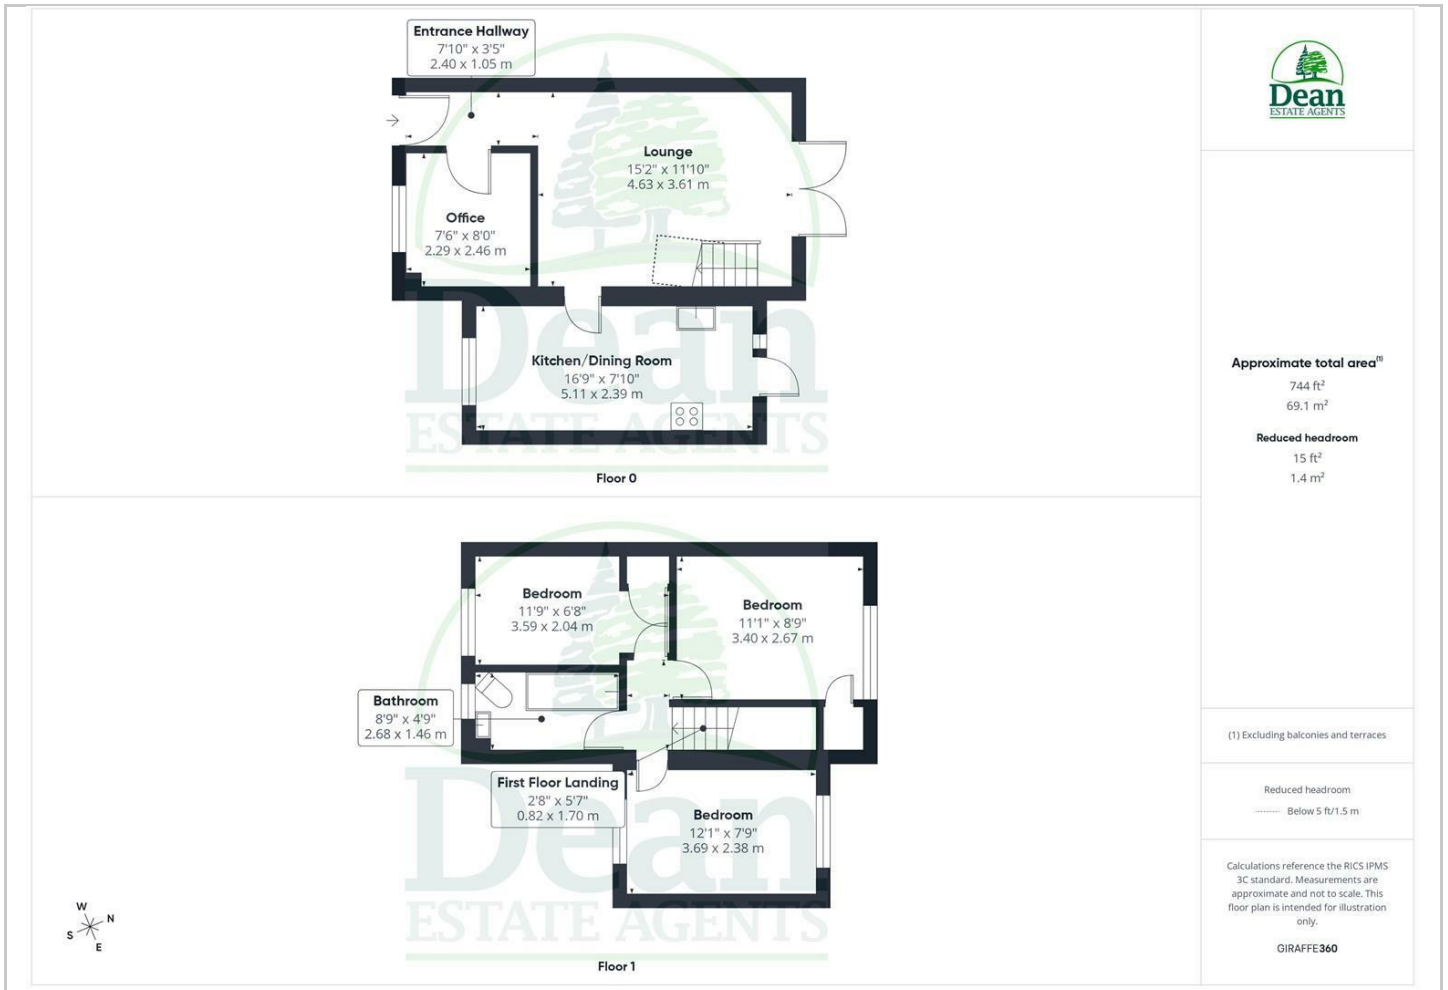 Entrance Hallway
7'10" x 3'5"
2.40 x 1.05 m
Lounge
15'2" x 11'10"
4.63 x 3.61 m
Office
7'6" x 8'0"
2.29 x 2.46 m
Kitchen/Dining Room
16'9" x 7'10"
5.11 x 2.39 m
Dean
ESTATE AGENTS
Floor 0
Bedroom
11'9" x 6'8"
3.59 x 2.04 m
Bedroom
11'1" x 8'9"
3.40 x 2.67 m
Bathroom
8'9" x 4'9"
2.68 x 1.46 m
First Floor Landing
2'8" x 5'7"
0.82 x 1.70 m
Bedroom
12'1" x 7'9"
3.69 x 2.38 m
Dean
ESTATE AGENTS
Floor 1
W
N
S
E
Dean
ESTATE AGENTS
Approximate total area(1)
744 ft²
69.1 m²
Reduced headroom
15 ft²
1.4 m²
(1) Excluding balconies and terraces
Reduced headroom
Below 5 ft/1.5 m
Calculations reference the RICS IPMS
3C standard. Measurements are
approximate and not to scale. This
floor plan is intended for illustration
only.
GIRAFFE360